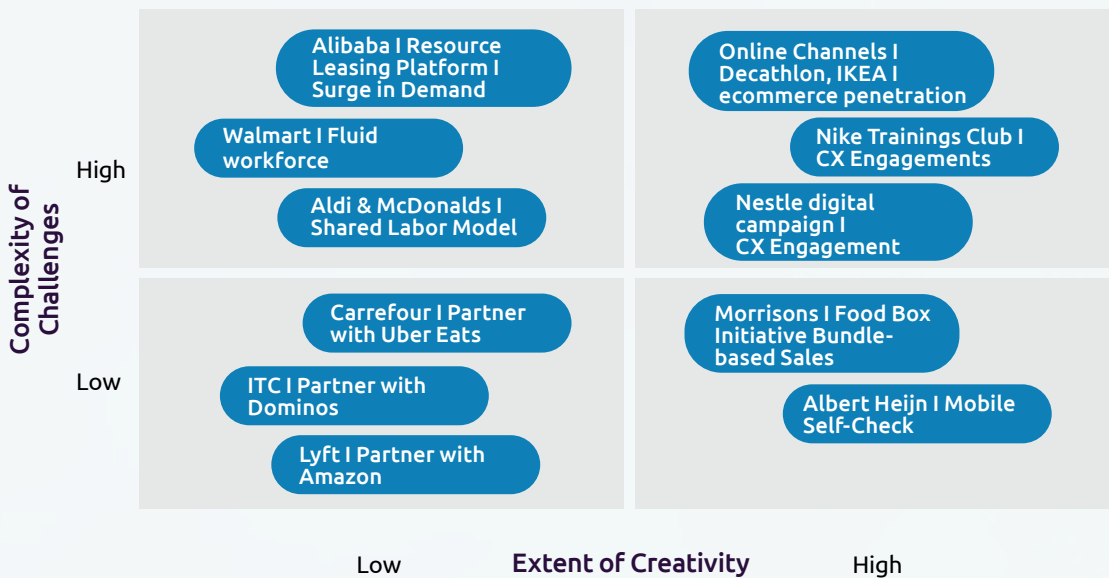 Complexity of
Challenges
High
Alibaba I Resource
Leasing Platform I
Surge in Demand
Walmart I Fluid
workforce
Aldi & McDonalds I
Shared Labor Model
Online Channels I
Decathlon, IKEA I
ecommerce penetration
Nike Trainings Club I
CX Engagements
Nestle digital
campaign I
CX Engagement
Low
Carrefour I Partner
with Uber Eats
ITC I Partner with
Dominos
Lyft I Partner with
Amazon
Morrisons I Food Box
Initiative Bundle-
based Sales
Albert Heijn I Mobile
Self-Check
Low
Extent of Creativity
High